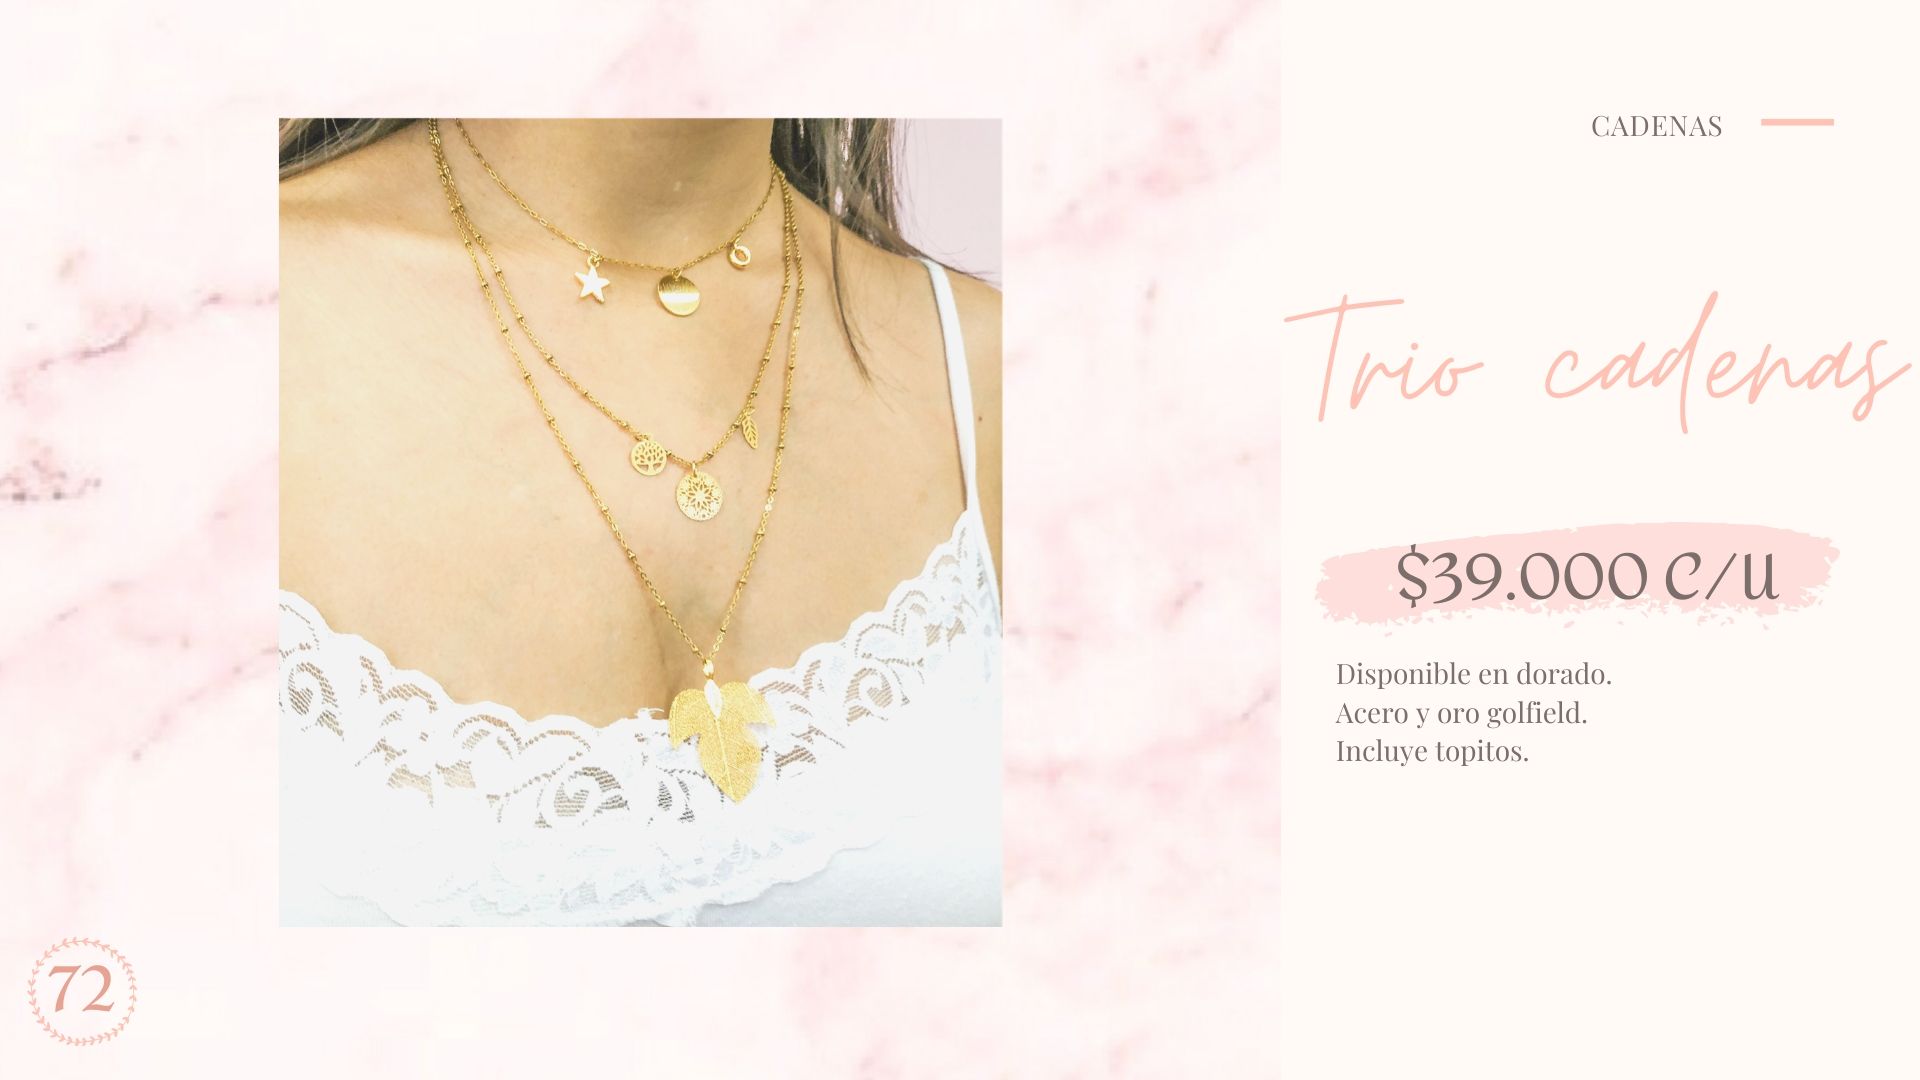 CADENAS
Trio cadenas
$39.000 C/U
Disponible en dorado.
Acero y oro golfield.
Incluye topitos.
72